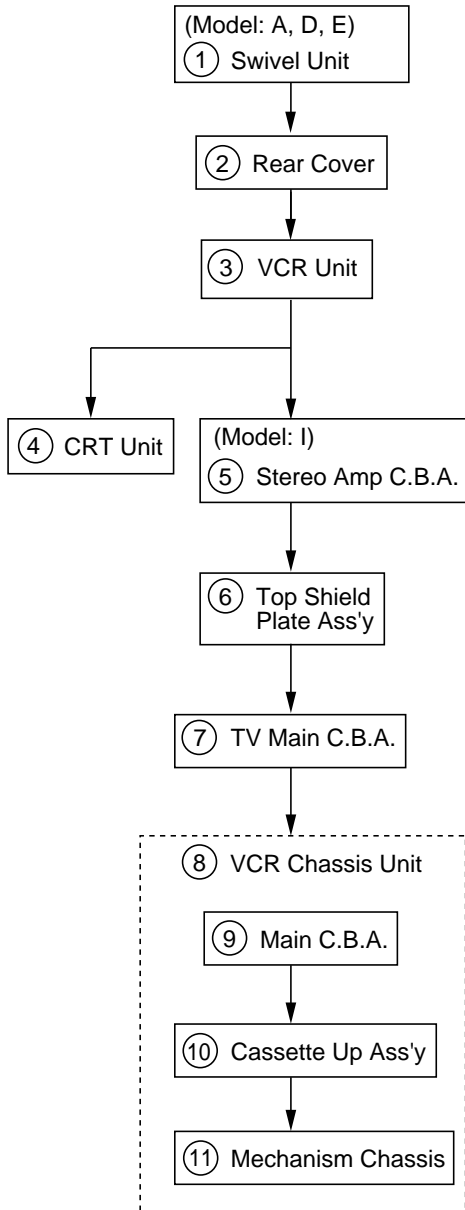 (Model: A, D, E)
1 Swivel Unit
2 Rear Cover
3 VCR Unit
4 CRT Unit
(Model: I)
5 Stereo Amp C.B.A.
6 Top Shield
Plate Ass'y
7 TV Main C.B.A.
8 VCR Chassis Unit
9 Main C.B.A.
10 Cassette Up Ass'y
11 Mechanism Chassis